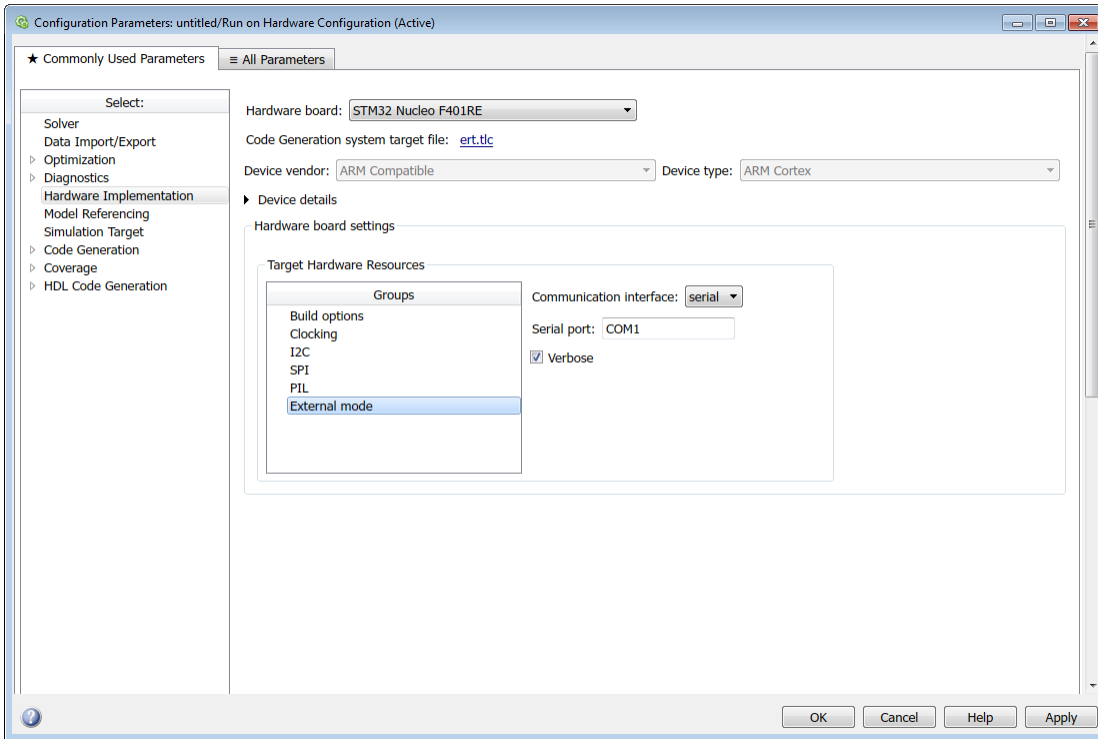 Configuration Parameters: untitled/Run on Hardware Configuration (Active)
★ Commonly Used Parameters
≡ All Parameters
Select:
Solver
Data Import/Export
Optimization
Diagnostics
Hardware Implementation
Model Referencing
Simulation Target
Code Generation
Coverage
HDL Code Generation
Hardware board: STM32 Nucleo F401RE
Code Generation system target file: ert.tlc
Device vendor: ARM Compatible Device type: ARM Cortex
Device details
Hardware board settings
Target Hardware Resources
Groups
Build options
Clocking
I2C
SPI
PIL
External mode
Communication interface: serial
Serial port: COM1
Verbose
OK Cancel Help Apply